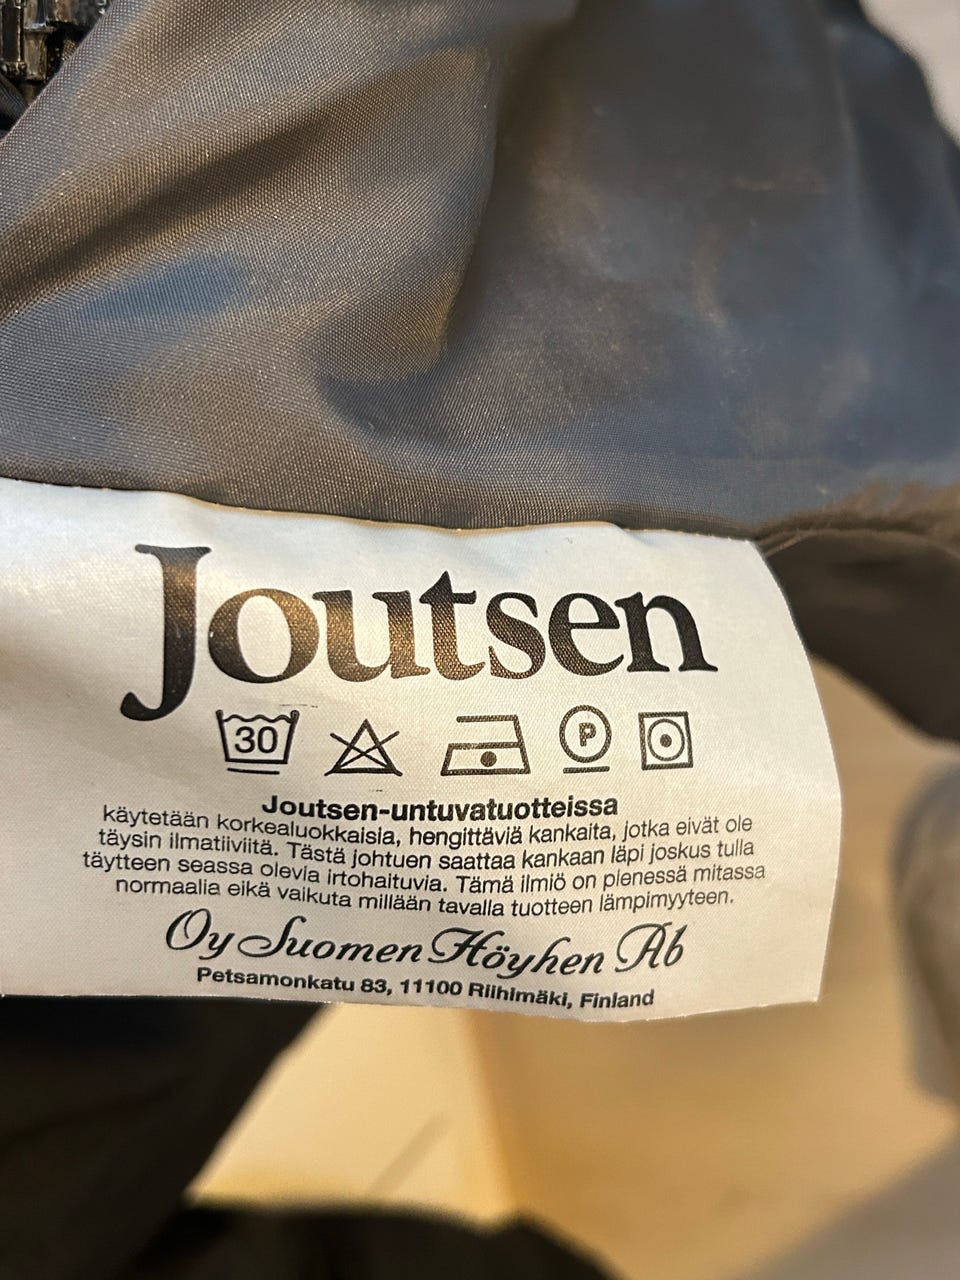 Joutsen
30
P
Joutsen-untuvatuotteissa
käytetään korkealuokkaisia, hengittäviä kankaita, jotka eivät ole
täysin ilmatiiviitä. Tästä johtuen saattaa kankaan läpi joskus tulla
täytteen seassa olevia irtohaituvia. Tämä ilmiö on pienessä mitassa
normaalia eikä vaikuta millään tavalla tuotteen lämpimyyteen.
Oy Suomen Höyhen Ab
Petsamonkatu 83, 11100 Riihimäki, Finland